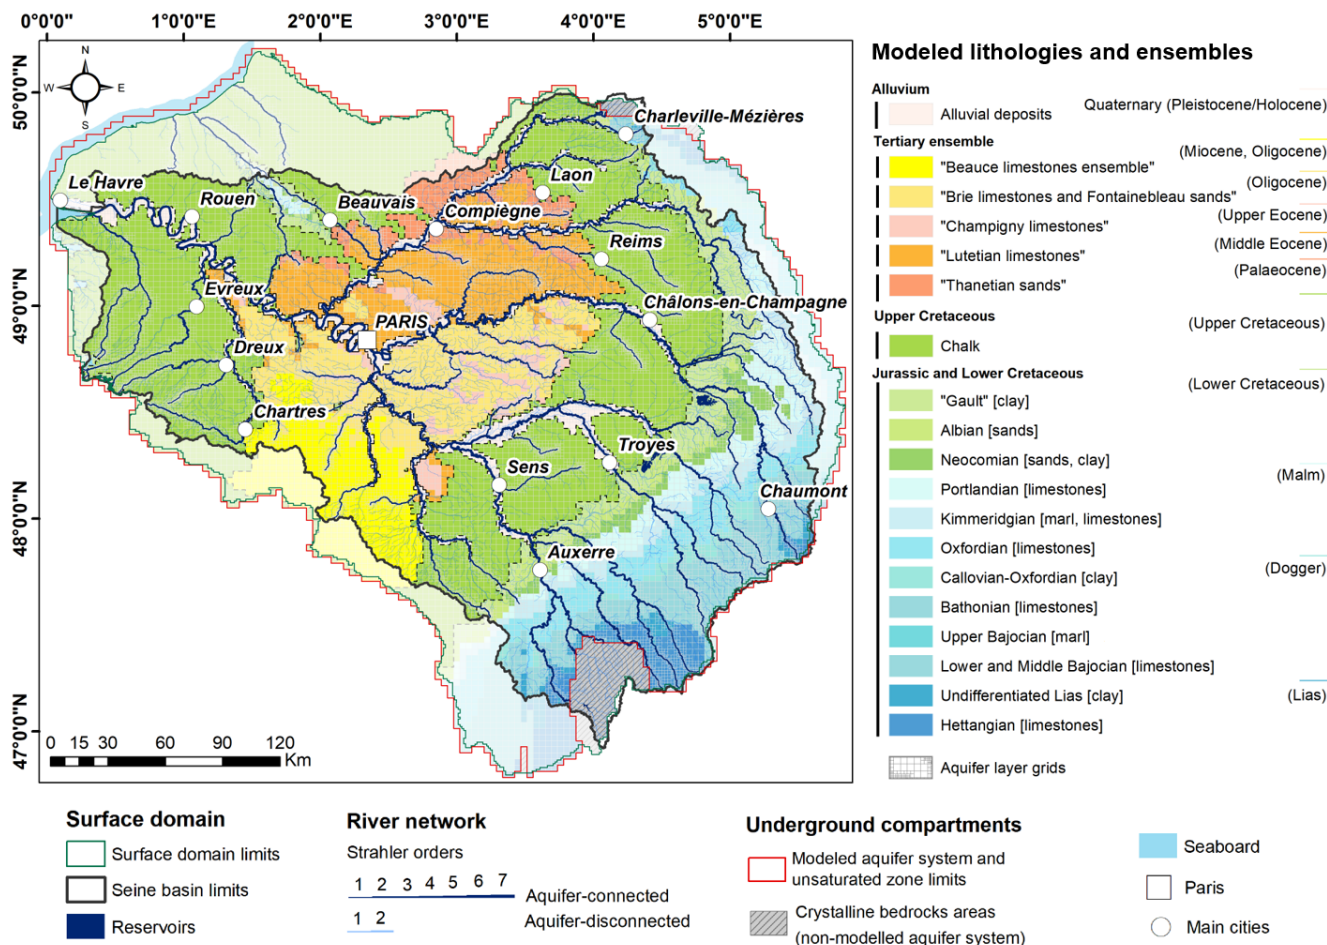 0°0'0" 1°0'0"E 2°0'0"E 3°0'0"E 4°0'0"E 5°0'0"E
50°0'0"N
49°0'0"N
48°0'0"N
47°0'0"N
N
W E
S
Charleville-Mézières
Le Havre
Rouen
Beauvais
Laon
Compiègne
Reims
Evreux
Châlons-en-Champagne
PARIS
Dreux
Chartres
Troyes
Sens
Chaumont
Auxerre
0 15 30 60 90 120
Km
Modeled lithologies and ensembles
Alluvium
Alluvial deposits
Quaternary (Pleistocene/Holocene)
Tertiary ensemble
"Beauce limestones ensemble"
(Miocene, Oligocene)
"Brie limestones and Fontainebleau sands"
(Oligocene)
"Champigny limestones"
(Upper Eocene)
"Lutetian limestones"
(Middle Eocene)
"Thanetian sands"
(Palaeocene)
Upper Cretaceous
(Upper Cretaceous)
Chalk
Jurassic and Lower Cretaceous
(Lower Cretaceous)
"Gault" [clay]
Albian [sands]
Neocomian [sands, clay]
(Malm)
Portlandian [limestones]
Kimmeridgian [marl, limestones]
Oxfordian [limestones]
(Dogger)
Callovian-Oxfordian [clay]
Bathonian [limestones]
Upper Bajocian [marl]
Lower and Middle Bajocian [limestones]
Undifferentiated Lias [clay]
(Lias)
Hettangian [limestones]
Aquifer layer grids
Surface domain
Surface domain limits
Seine basin limits
Reservoirs
River network
Strahler orders
1 2 3 4 5 6 7
Aquifer-connected
1 2
Aquifer-disconnected
Underground compartments
Modeled aquifer system and
unsaturated zone limits
Crystalline bedrocks areas
(non-modelled aquifer system)
Seaboard
Paris
Main cities